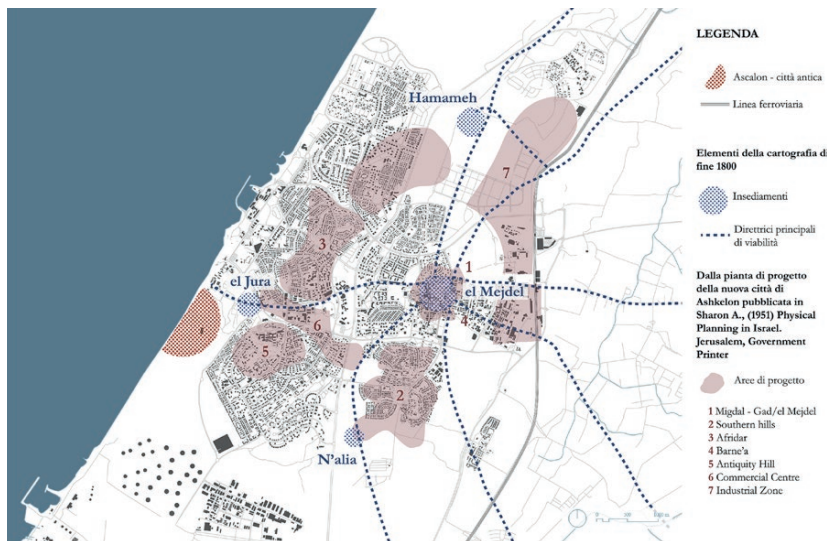 Hamameh
7
3
1
el Jura
el Mejdel
4
6
5
2
N'alia
LEGENDA
Ascalon - città antica
Linea ferroviaria
Elementi della cartografia di
fine 1800
Insediamenti
Direttrici principali
di viabilità
Dalla pianta di progetto
della nuova città di
Ashkelon pubblicata in
Sharon A., (1951) Physical
Planning in Israel.
Jerusalem, Government
Printer
Aree di progetto
1 Migdal - Gad/el Mejdel
2 Southern hills
3 Afridar
4 Barne'a
5 Antiquity Hill
6 Commercial Centre
7 Industrial Zone